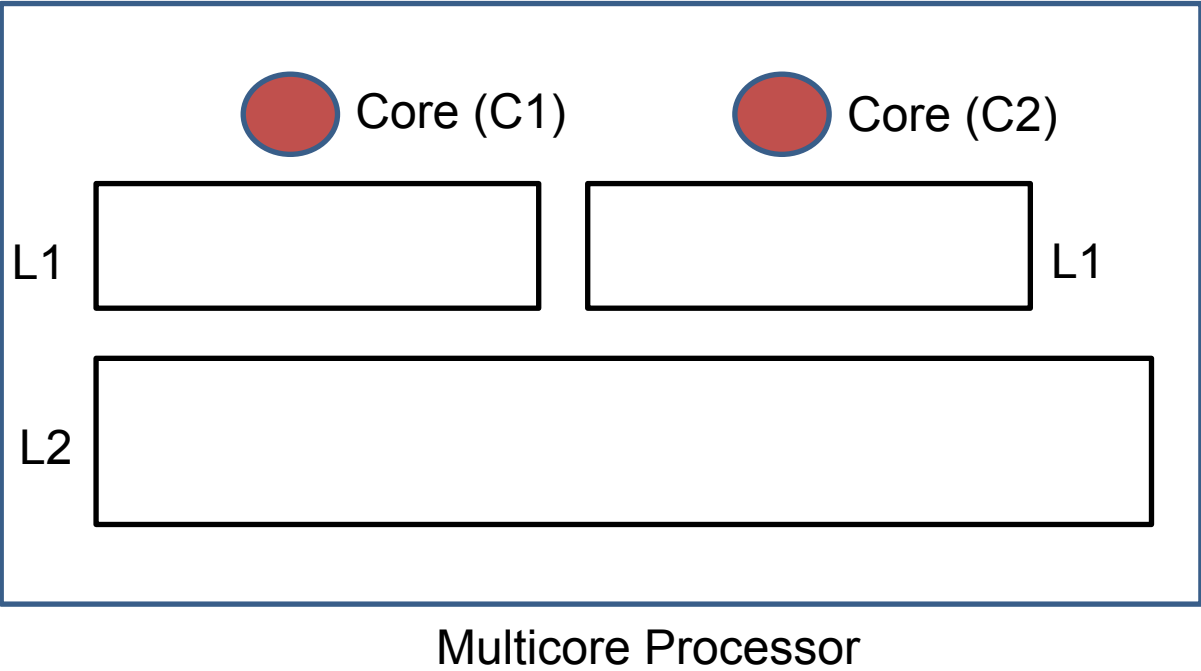 Core (C1)
Core (C2)
L1
L1
L2
Multicore Processor